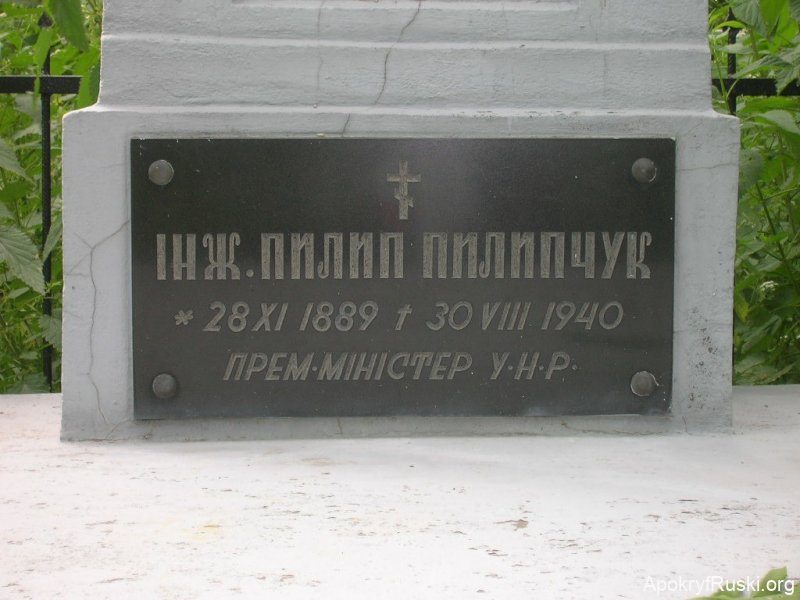 ІНЖ. ПИЛИП ПИЛИПЧУК
* 28 XI 1889 † 30 VIII 1940
ПРЕМ·МІНІСТЕР У·Н·Р·
ApokryfRuski.org